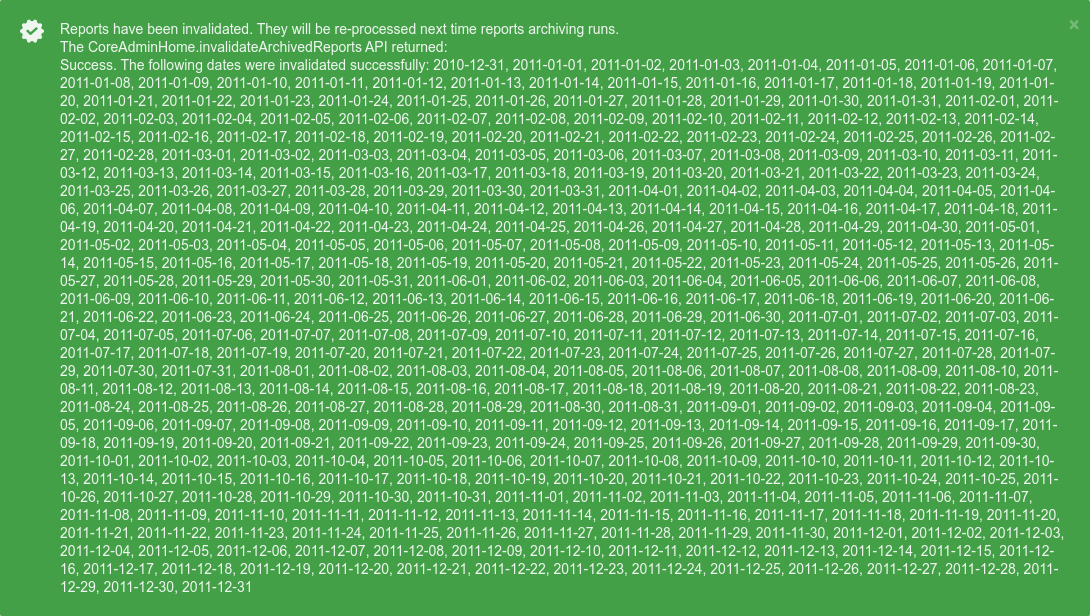 Reports have been invalidated. They will be re-processed next time reports archiving runs.
The CoreAdminHome.invalidateArchivedReports API returned:
Success. The following dates were invalidated successfully: 2010-12-31, 2011-01-01, 2011-01-02, 2011-01-03, 2011-01-04, 2011-01-05, 2011-01-06, 2011-01-07,
2011-01-08, 2011-01-09, 2011-01-10, 2011-01-11, 2011-01-12, 2011-01-13, 2011-01-14, 2011-01-15, 2011-01-16, 2011-01-17, 2011-01-18, 2011-01-19, 2011-01-
20, 2011-01-21, 2011-01-22, 2011-01-23, 2011-01-24, 2011-01-25, 2011-01-26, 2011-01-27, 2011-01-28, 2011-01-29, 2011-01-30, 2011-01-31, 2011-02-01, 2011-
02-02, 2011-02-03, 2011-02-04, 2011-02-05, 2011-02-06, 2011-02-07, 2011-02-08, 2011-02-09, 2011-02-10, 2011-02-11, 2011-02-12, 2011-02-13, 2011-02-14,
2011-02-15, 2011-02-16, 2011-02-17, 2011-02-18, 2011-02-19, 2011-02-20, 2011-02-21, 2011-02-22, 2011-02-23, 2011-02-24, 2011-02-25, 2011-02-26, 2011-02-
27, 2011-02-28, 2011-03-01, 2011-03-02, 2011-03-03, 2011-03-04, 2011-03-05, 2011-03-06, 2011-03-07, 2011-03-08, 2011-03-09, 2011-03-10, 2011-03-11, 2011-
03-12, 2011-03-13, 2011-03-14, 2011-03-15, 2011-03-16, 2011-03-17, 2011-03-18, 2011-03-19, 2011-03-20, 2011-03-21, 2011-03-22, 2011-03-23, 2011-03-24,
2011-03-25, 2011-03-26, 2011-03-27, 2011-03-28, 2011-03-29, 2011-03-30, 2011-03-31, 2011-04-01, 2011-04-02, 2011-04-03, 2011-04-04, 2011-04-05, 2011-04-
06, 2011-04-07, 2011-04-08, 2011-04-09, 2011-04-10, 2011-04-11, 2011-04-12, 2011-04-13, 2011-04-14, 2011-04-15, 2011-04-16, 2011-04-17, 2011-04-18, 2011-
04-19, 2011-04-20, 2011-04-21, 2011-04-22, 2011-04-23, 2011-04-24, 2011-04-25, 2011-04-26, 2011-04-27, 2011-04-28, 2011-04-29, 2011-04-30, 2011-05-01,
2011-05-02, 2011-05-03, 2011-05-04, 2011-05-05, 2011-05-06, 2011-05-07, 2011-05-08, 2011-05-09, 2011-05-10, 2011-05-11, 2011-05-12, 2011-05-13, 2011-05-
14, 2011-05-15, 2011-05-16, 2011-05-17, 2011-05-18, 2011-05-19, 2011-05-20, 2011-05-21, 2011-05-22, 2011-05-23, 2011-05-24, 2011-05-25, 2011-05-26, 2011-
05-27, 2011-05-28, 2011-05-29, 2011-05-30, 2011-05-31, 2011-06-01, 2011-06-02, 2011-06-03, 2011-06-04, 2011-06-05, 2011-06-06, 2011-06-07, 2011-06-08,
2011-06-09, 2011-06-10, 2011-06-11, 2011-06-12, 2011-06-13, 2011-06-14, 2011-06-15, 2011-06-16, 2011-06-17, 2011-06-18, 2011-06-19, 2011-06-20, 2011-06-
21, 2011-06-22, 2011-06-23, 2011-06-24, 2011-06-25, 2011-06-26, 2011-06-27, 2011-06-28, 2011-06-29, 2011-06-30, 2011-07-01, 2011-07-02, 2011-07-03, 2011-
07-04, 2011-07-05, 2011-07-06, 2011-07-07, 2011-07-08, 2011-07-09, 2011-07-10, 2011-07-11, 2011-07-12, 2011-07-13, 2011-07-14, 2011-07-15, 2011-07-16,
2011-07-17, 2011-07-18, 2011-07-19, 2011-07-20, 2011-07-21, 2011-07-22, 2011-07-23, 2011-07-24, 2011-07-25, 2011-07-26, 2011-07-27, 2011-07-28, 2011-07-
29, 2011-07-30, 2011-07-31, 2011-08-01, 2011-08-02, 2011-08-03, 2011-08-04, 2011-08-05, 2011-08-06, 2011-08-07, 2011-08-08, 2011-08-09, 2011-08-10, 2011-
08-11, 2011-08-12, 2011-08-13, 2011-08-14, 2011-08-15, 2011-08-16, 2011-08-17, 2011-08-18, 2011-08-19, 2011-08-20, 2011-08-21, 2011-08-22, 2011-08-23,
2011-08-24, 2011-08-25, 2011-08-26, 2011-08-27, 2011-08-28, 2011-08-29, 2011-08-30, 2011-08-31, 2011-09-01, 2011-09-02, 2011-09-03, 2011-09-04, 2011-09-
05, 2011-09-06, 2011-09-07, 2011-09-08, 2011-09-09, 2011-09-10, 2011-09-11, 2011-09-12, 2011-09-13, 2011-09-14, 2011-09-15, 2011-09-16, 2011-09-17, 2011-
09-18, 2011-09-19, 2011-09-20, 2011-09-21, 2011-09-22, 2011-09-23, 2011-09-24, 2011-09-25, 2011-09-26, 2011-09-27, 2011-09-28, 2011-09-29, 2011-09-30,
2011-10-01, 2011-10-02, 2011-10-03, 2011-10-04, 2011-10-05, 2011-10-06, 2011-10-07, 2011-10-08, 2011-10-09, 2011-10-10, 2011-10-11, 2011-10-12, 2011-10-
13, 2011-10-14, 2011-10-15, 2011-10-16, 2011-10-17, 2011-10-18, 2011-10-19, 2011-10-20, 2011-10-21, 2011-10-22, 2011-10-23, 2011-10-24, 2011-10-25, 2011-
10-26, 2011-10-27, 2011-10-28, 2011-10-29, 2011-10-30, 2011-10-31, 2011-11-01, 2011-11-02, 2011-11-03, 2011-11-04, 2011-11-05, 2011-11-06, 2011-11-07,
2011-11-08, 2011-11-09, 2011-11-10, 2011-11-11, 2011-11-12, 2011-11-13, 2011-11-14, 2011-11-15, 2011-11-16, 2011-11-17, 2011-11-18, 2011-11-19, 2011-11-20,
2011-11-21, 2011-11-22, 2011-11-23, 2011-11-24, 2011-11-25, 2011-11-26, 2011-11-27, 2011-11-28, 2011-11-29, 2011-11-30, 2011-12-01, 2011-12-02, 2011-12-03,
2011-12-04, 2011-12-05, 2011-12-06, 2011-12-07, 2011-12-08, 2011-12-09, 2011-12-10, 2011-12-11, 2011-12-12, 2011-12-13, 2011-12-14, 2011-12-15, 2011-12-
16, 2011-12-17, 2011-12-18, 2011-12-19, 2011-12-20, 2011-12-21, 2011-12-22, 2011-12-23, 2011-12-24, 2011-12-25, 2011-12-26, 2011-12-27, 2011-12-28, 2011-
12-29, 2011-12-30, 2011-12-31